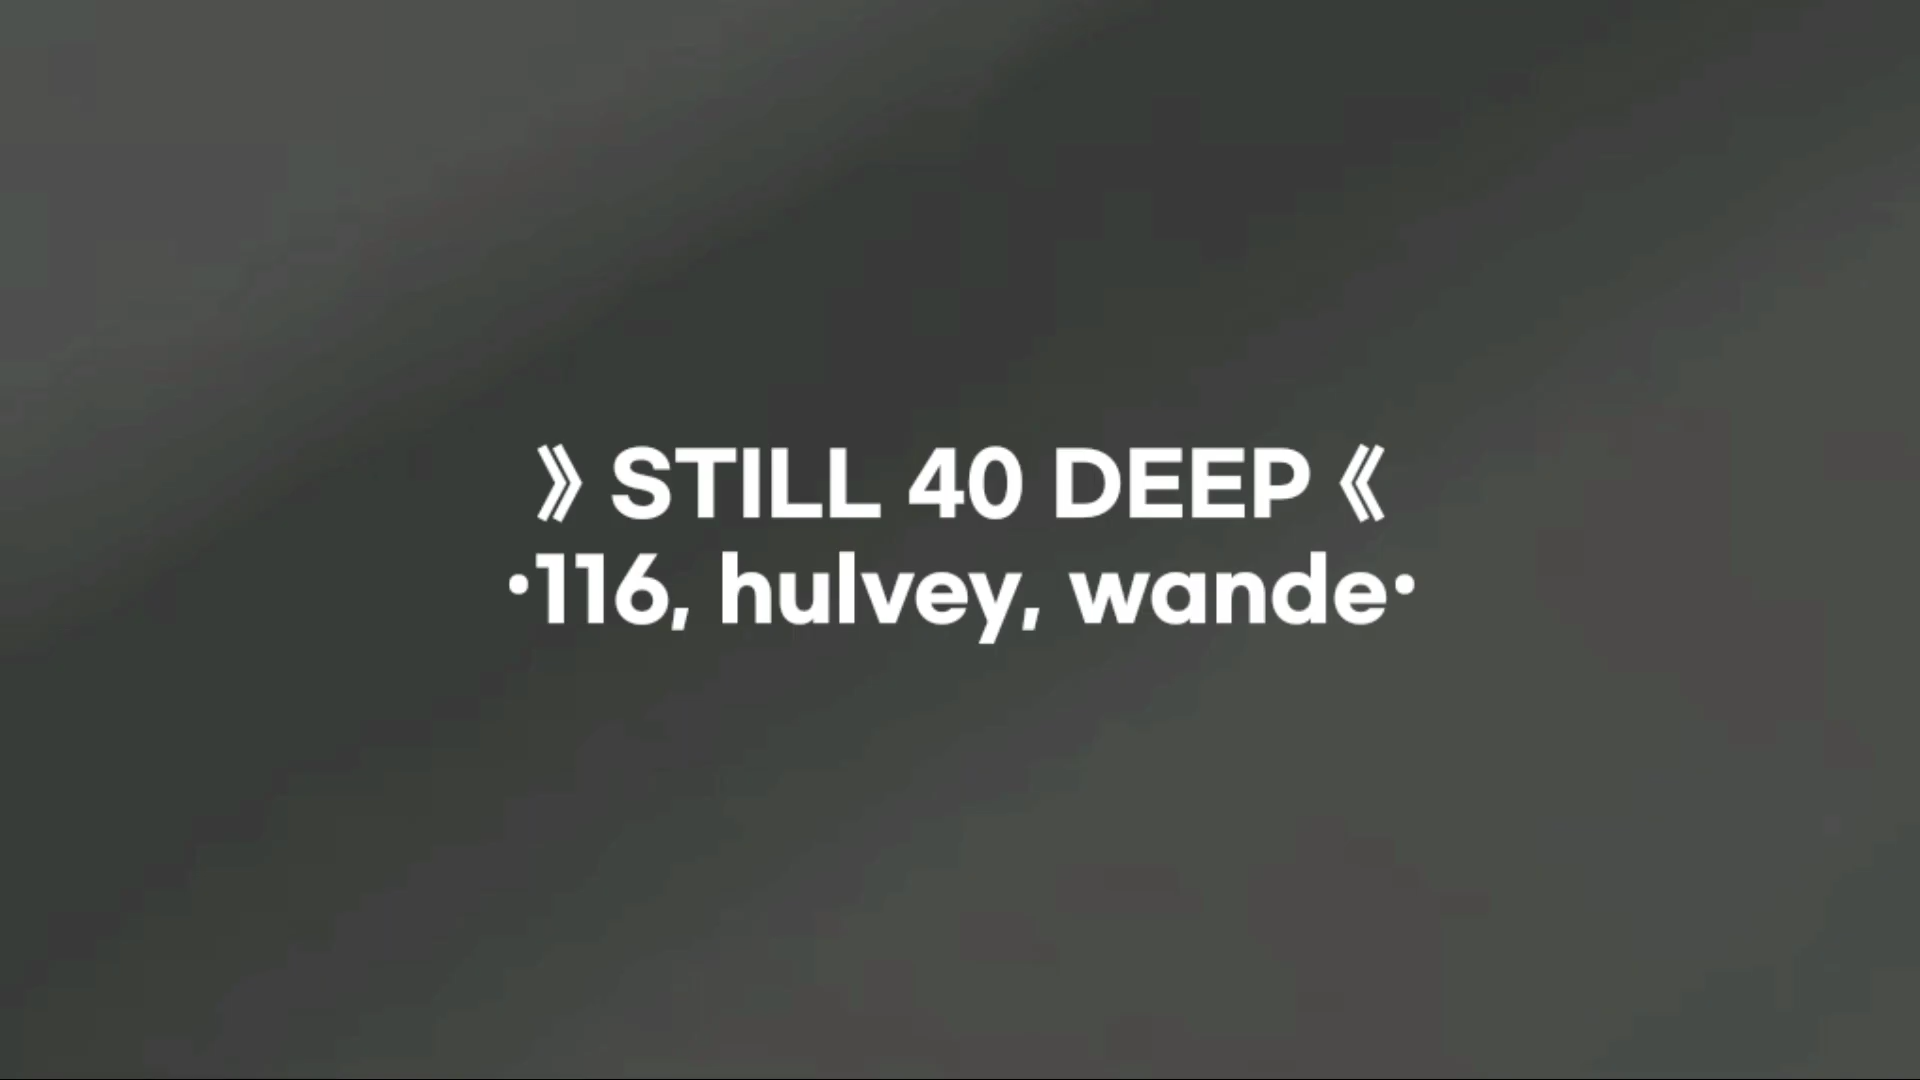 》STILL 40 DEEP《
•116, hulvey, wande•